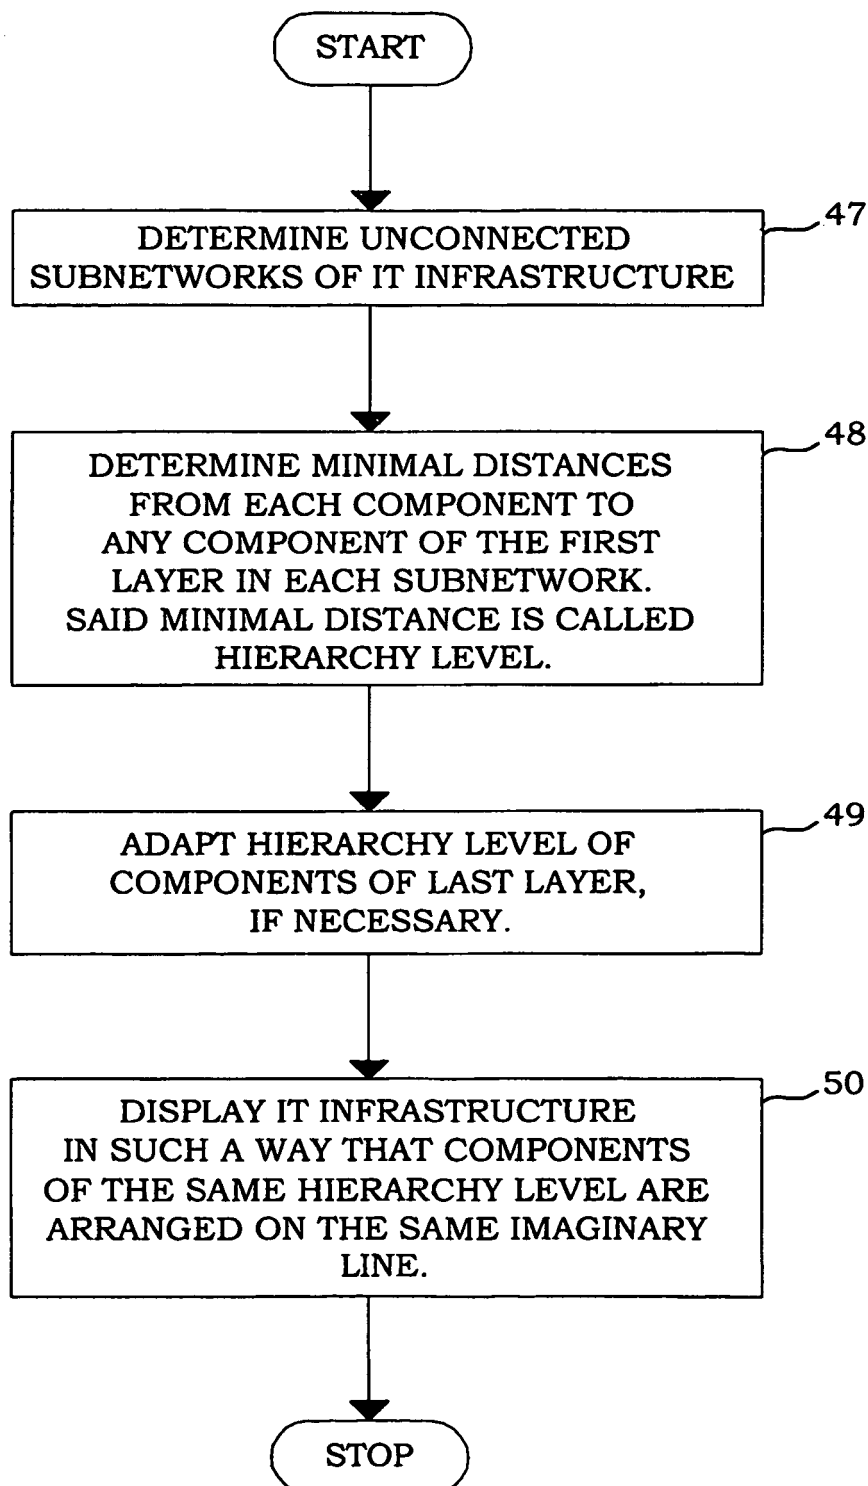 START
47
DETERMINE UNCONNECTED
SUBNETWORKS OF IT INFRASTRUCTURE
48
DETERMINE MINIMAL DISTANCES
FROM EACH COMPONENT TO
ANY COMPONENT OF THE FIRST
LAYER IN EACH SUBNETWORK.
SAID MINIMAL DISTANCE IS CALLED
HIERARCHY LEVEL.
49
ADAPT HIERARCHY LEVEL OF
COMPONENTS OF LAST LAYER,
IF NECESSARY.
50
DISPLAY IT INFRASTRUCTURE
IN SUCH A WAY THAT COMPONENTS
OF THE SAME HIERARCHY LEVEL ARE
ARRANGED ON THE SAME IMAGINARY
LINE.
STOP